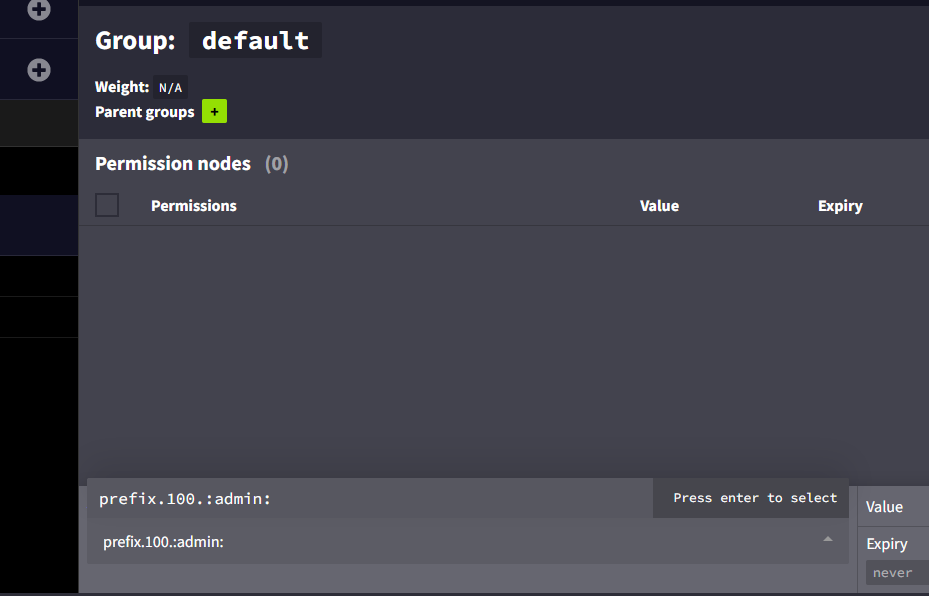 Group: default
Weight: N/A
Parent groups +
Permission nodes (0)
Permissions Value Expiry
prefix.100.:admin: Press enter to select
prefix.100.:admin:
Value
Expiry
never